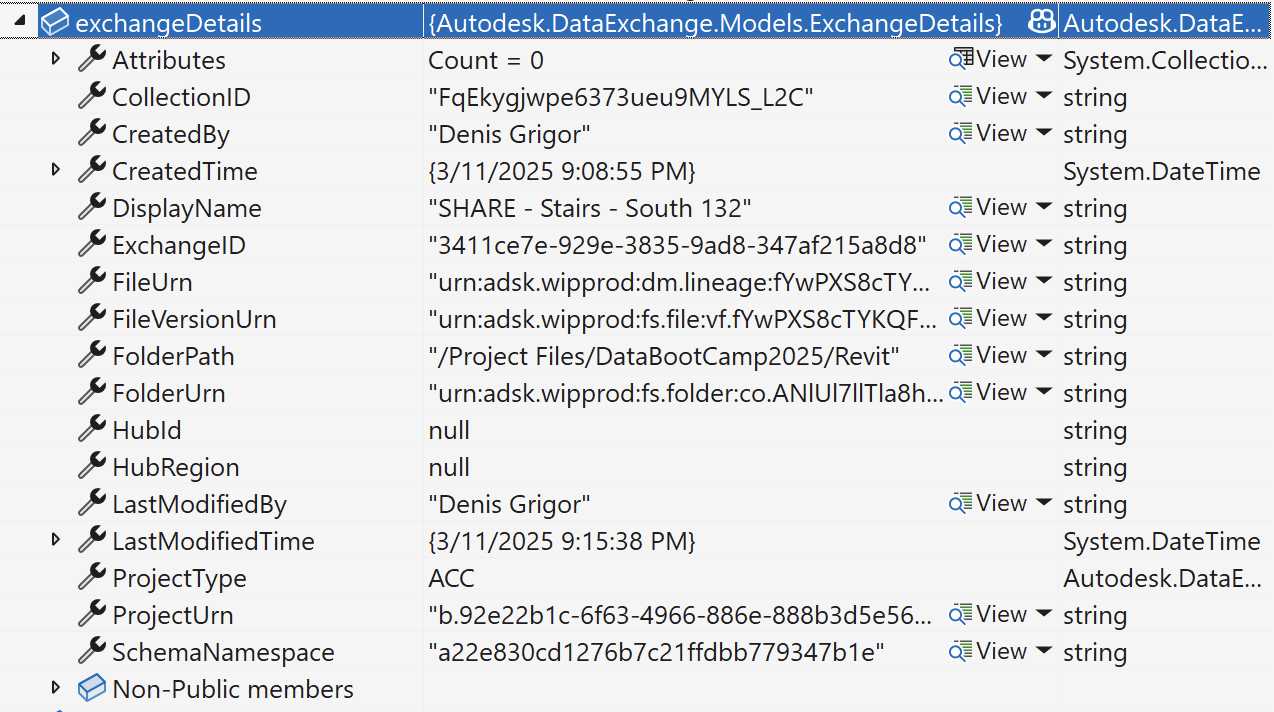 exchangeDetails {Autodesk.DataExchange.Models.ExchangeDetails} Autodesk.DataE...
Attributes Count = 0 View System.Collectio...
CollectionID "FqEkygjwpe6373ueu9MYLS_L2C" View string
CreatedBy "Denis Grigor" View string
CreatedTime {3/11/2025 9:08:55 PM} System.DateTime
DisplayName "SHARE - Stairs - South 132" View string
ExchangeID "3411ce7e-929e-3835-9ad8-347af215a8d8" View string
FileUrn "urn:adsk.wipprod:dm.lineage:fYwPXS8cTY... View string
FileVersionUrn "urn:adsk.wipprod:fs.file:vf.fYwPXS8cTYKQF... View string
FolderPath "/Project Files/DataBootCamp2025/Revit" View string
FolderUrn "urn:adsk.wipprod:fs.folder:co.ANlUl7llTla8h... View string
HubId null string
HubRegion null string
LastModifiedBy "Denis Grigor" View string
LastModifiedTime {3/11/2025 9:15:38 PM} System.DateTime
ProjectType ACC Autodesk.DataE...
ProjectUrn "b.92e22b1c-6f63-4966-886e-888b3d5e56... View string
SchemaNamespace "a22e830cd1276b7c21ffdbb779347b1e" View string
Non-Public members